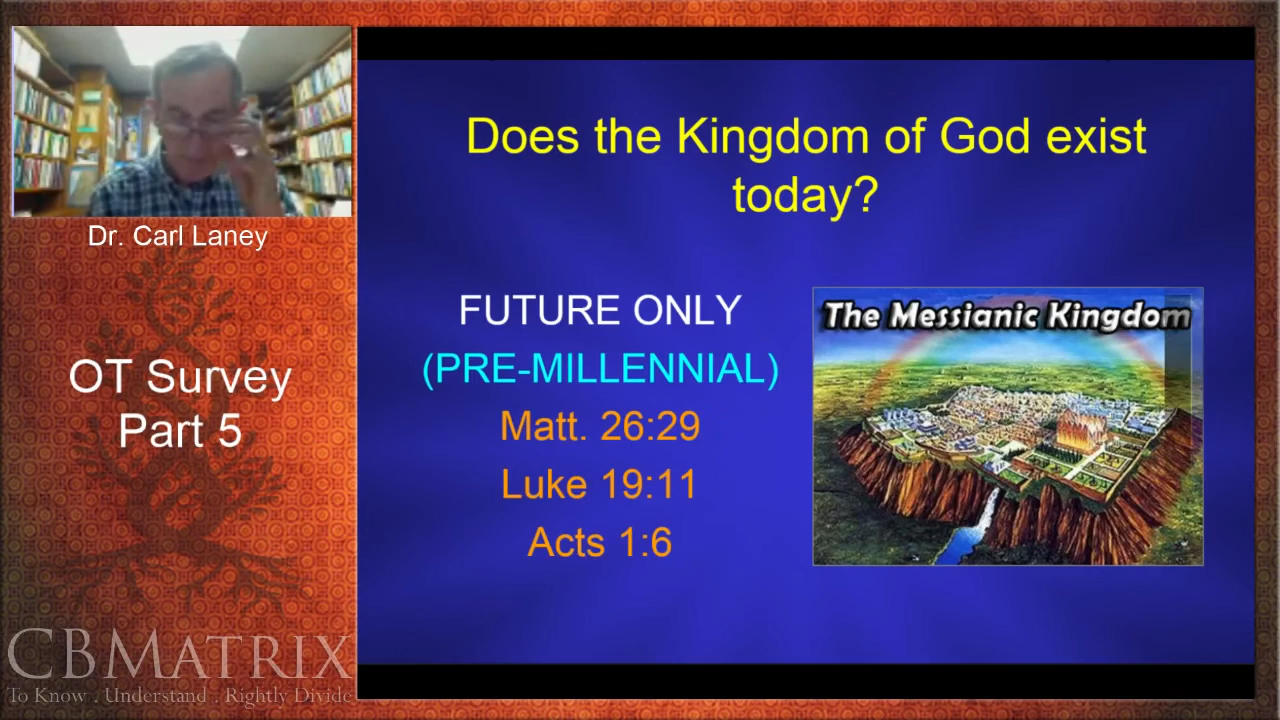 Dr. Carl Laney
OT Survey
Part 5
CBMATRIX
To Know . Understand . Rightly Divide
Does the Kingdom of God exist
today?
FUTURE ONLY
(PRE-MILLENNIAL)
Matt. 26:29
Luke 19:11
Acts 1:6
The Messianic Kingdom